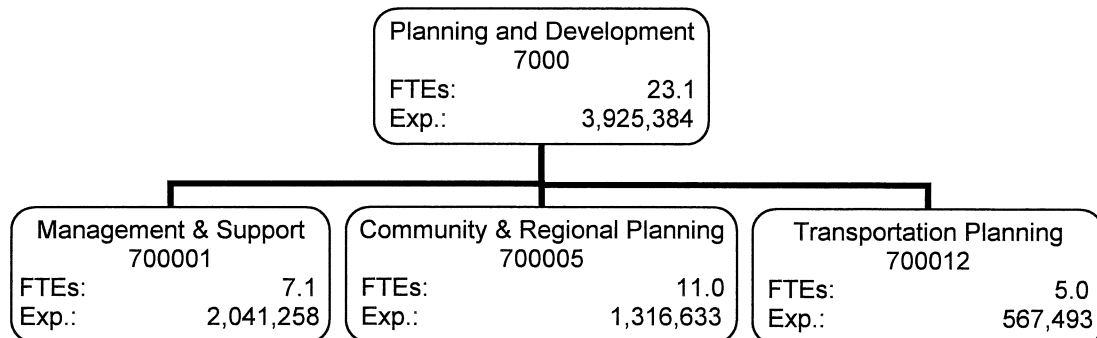 Planning and Development
7000
FTEs: 23.1
Exp.: 3,925,384
Management & Support
700001
FTEs: 7.1
Exp.: 2,041,258
Community & Regional Planning
700005
FTEs: 11.0
Exp.: 1,316,633
Transportation Planning
700012
FTEs: 5.0
Exp.: 567,493